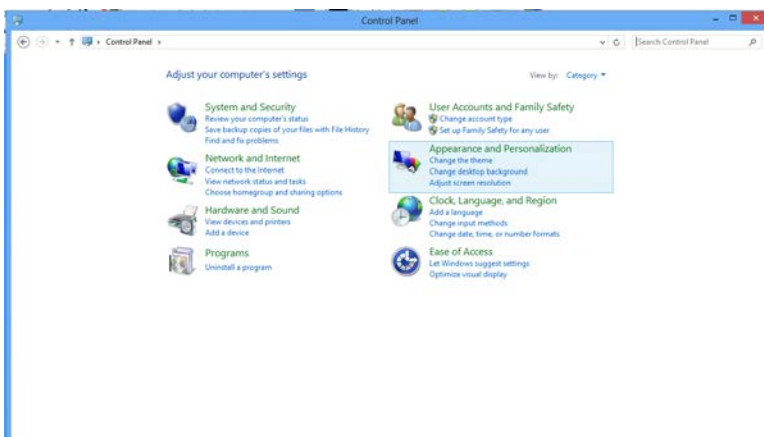 Control Panel
Control Panel
Search Control Panel
Adjust your computer's settings
View by: Category
System and Security
Review your computer's status
Save backup copies of your files with File History
Find and fix problems
Network and Internet
Connect to the Internet
View network status and tasks
Choose homegroup and sharing options
Hardware and Sound
View devices and printers
Add a device
Programs
Uninstall a program
User Accounts and Family Safety
Change account type
Set up Family Safety for any user
Appearance and Personalization
Change the theme
Change desktop background
Adjust screen resolution
Clock, Language, and Region
Add a language
Change input methods
Change date, time, or number formats
Ease of Access
Let Windows suggest settings
Optimize visual display